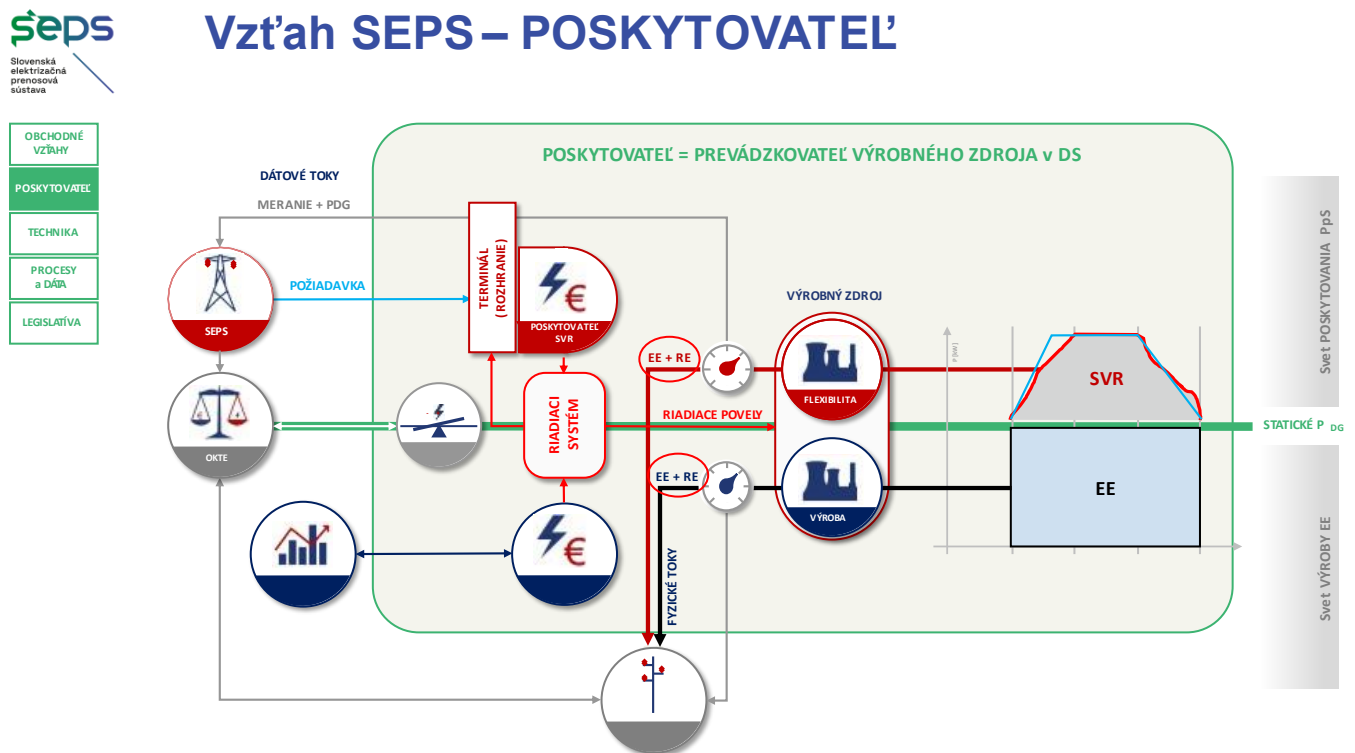 seps
Slovenská
elektrizačná
prenosová
sústava
Vzťah SEPS – POSKYTOVATEĽ
OBCHODNÉ
VZŤAHY
POSKYTOVATEĽ
TECHNIKA
PROCESY
a DÁTA
LEGISLATÍVA
POSKYTOVATEĽ = PREVÁDZKOVATEĽ VÝROBNÉHO ZDROJA v DS
DÁTOVÉ TOKY
MERANIE + PDG
SEPS
POŽIADAVKA
TERMINÁL
(ROZHRANIE)
POSKYTOVATEĽ
SVR
VÝROBNÝ ZDROJ
EE + RE
FLEXIBILITA
P [kW]
SVR
Svet POSKYTOVANIA PpS
OKTE
RIADIACI
SYSTÉM
RIADIACE POVELY
STATICKÉ P DG
EE + RE
VÝROBA
EE
Svet VÝROBY EE
FYZICKÉ TOKY